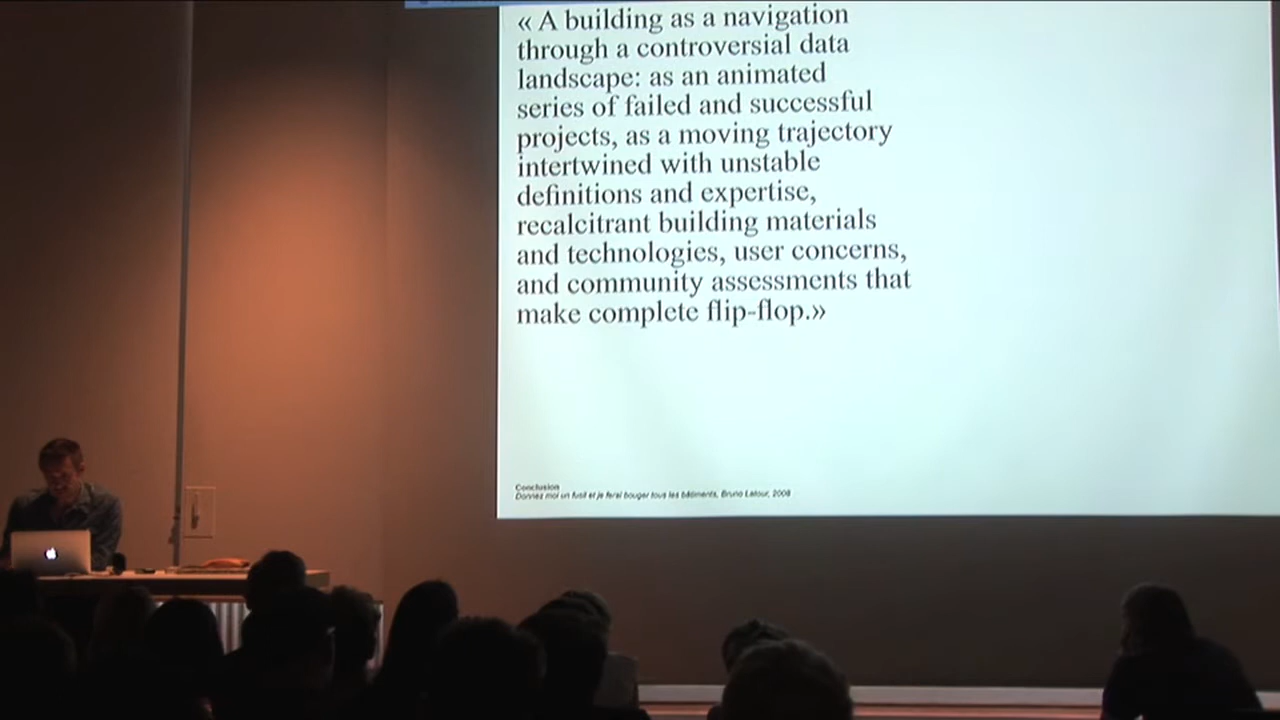 « A building as a navigation
through a controversial data
landscape: as an animated
series of failed and successful
projects, as a moving trajectory
intertwined with unstable
definitions and expertise,
recalcitrant building materials
and technologies, user concerns,
and community assessments that
make complete flip-flop.»
Conclusion
Donnez moi un fusil et je ferai bouger tous les bâtiments, Bruno Latour, 2008